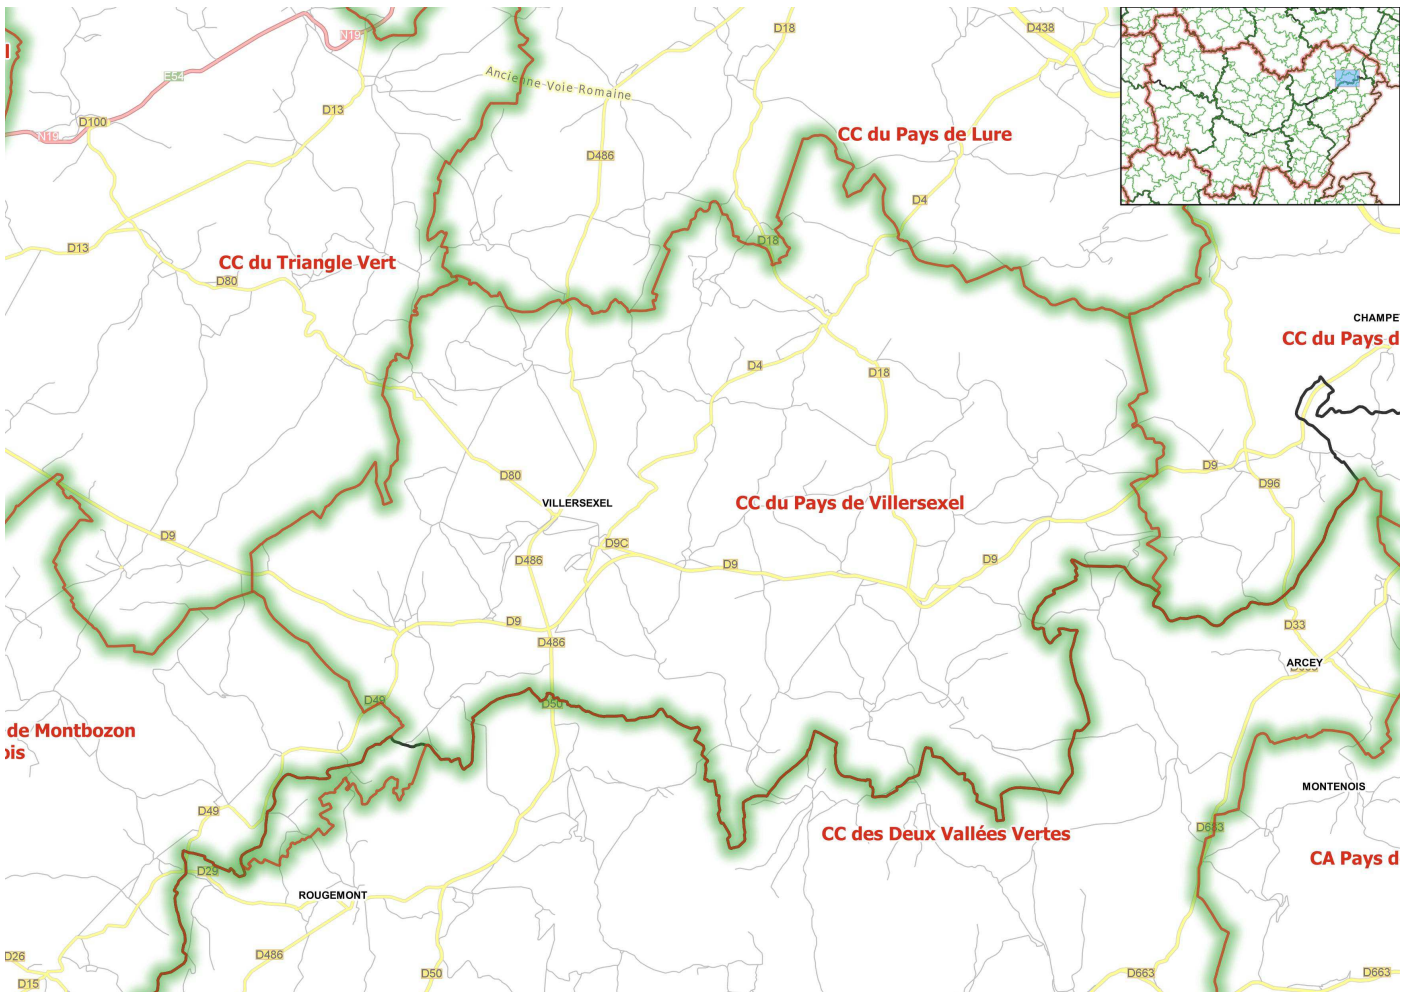 D18
D438
N19
E54
Ancienne Voie Romaine
D13
D100
N19
CC du Pays de Lure
D486
D4
D18
D13
CC du Triangle Vert
D80
CHAMPE
CC du Pays d
D4
D18
D9
D80
D96
VILLERSEXEL
CC du Pays de Villersexel
D9
D9C
D486
D9
D9
D9
D33
D486
ARCEY
D49
D50
de Montbozon
ois
MONTENOIS
D49
D683
CC des Deux Vallées Vertes
CA Pays d
D29
ROUGEMONT
D486
D26
D50
D663
D663
D15